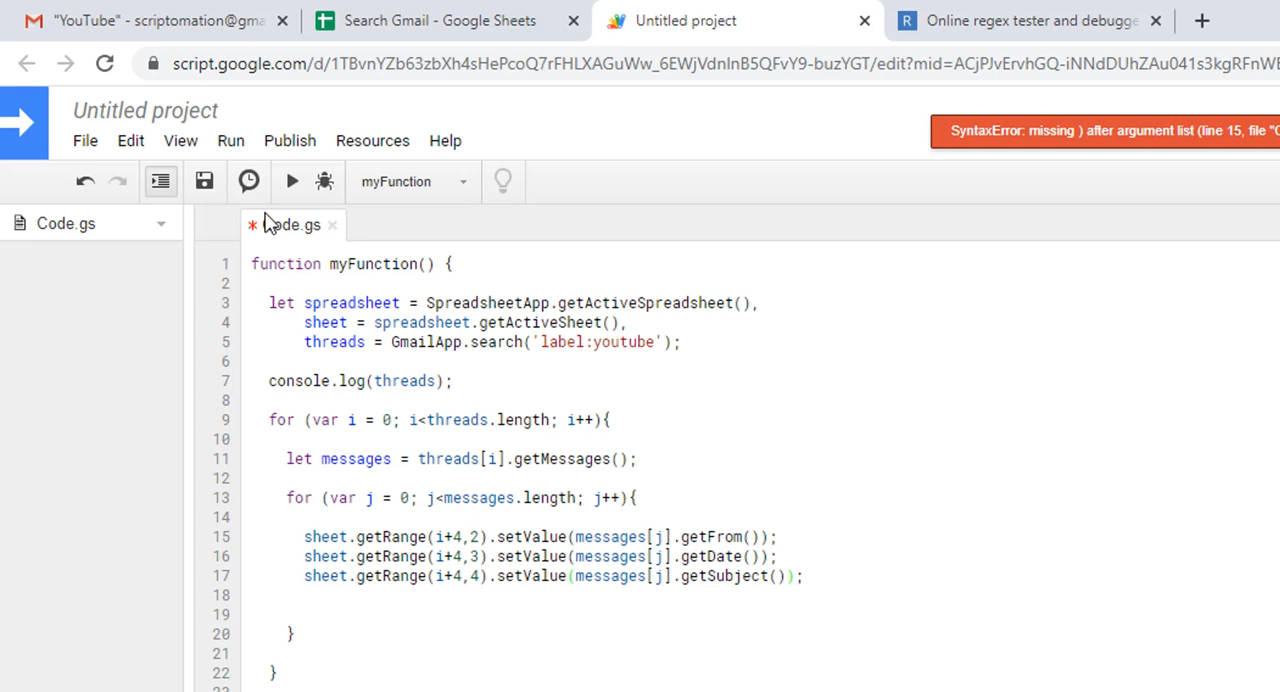 "YouTube" - scriptomation@gma
Search Gmail - Google Sheets
Untitled project
Online regex tester and debugge
script.google.com/d/1TBvnYZb63zbXh4sHePcoQ7rFHLXAGuWw_6EWjVdnInB5QFvY9-buzYGT/edit?mid=ACjPJvErvhGQ-iNNdDUhZAu041s3kgRFnWE
Untitled project
File Edit View Run Publish Resources Help
SyntaxError: missing ) after argument list (line 15, file "C
myFunction
Code.gs
* Code.gs
1 function myFunction() {
2
3 let spreadsheet = SpreadsheetApp.getActiveSpreadsheet(),
4 sheet = spreadsheet.getActiveSheet(),
5 threads = GmailApp.search('label:youtube');
6
7 console.log(threads);
8
9 for (var i = 0; i<threads.length; i++){
10
11 let messages = threads[i].getMessages();
12
13 for (var j = 0; j<messages.length; j++){
14
15 sheet.getRange(i+4,2).setValue(messages[j].getFrom());
16 sheet.getRange(i+4,3).setValue(messages[j].getDate());
17 sheet.getRange(i+4,4).setValue(messages[j].getSubject());
18
19
20 }
21
22 }